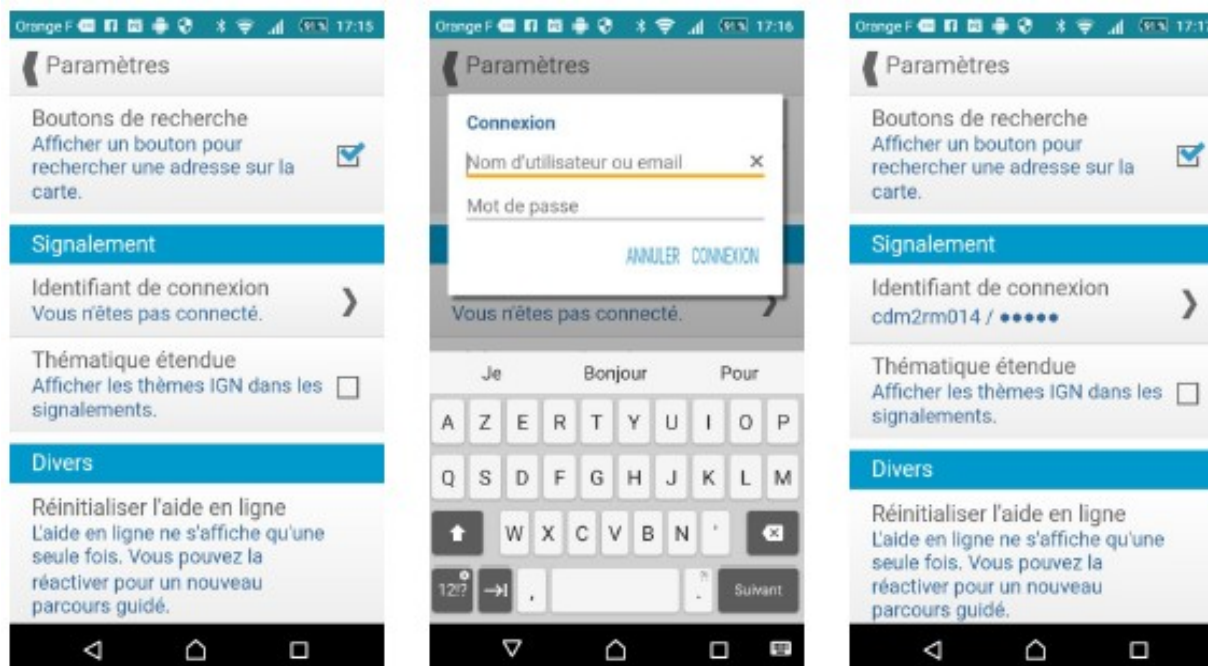 Orange F 91% 17:15
Paramètres
Boutons de recherche
Afficher un bouton pour
rechercher une adresse sur la
carte.
Signalement
Identifiant de connexion
Vous n'êtes pas connecté.
Thématique étendue
Afficher les thèmes IGN dans les
signalements.
Divers
Réinitialiser l'aide en ligne
L'aide en ligne ne s'affiche qu'une
seule fois. Vous pouvez la
réactiver pour un nouveau
parcours guidé.
Orange F 91% 17:16
Paramètres
Connexion
Nom d'utilisateur ou email
Mot de passe
ANNULER CONNEXION
Vous n'êtes pas connecté.
Je Bonjour Pour
A Z E R T Y U I O P
Q S D F G H J K L M
W X C V B N '
12!? , . Suivant
Orange F 91% 17:17
Paramètres
Boutons de recherche
Afficher un bouton pour
rechercher une adresse sur la
carte.
Signalement
Identifiant de connexion
cdm2rm014 / •••••
Thématique étendue
Afficher les thèmes IGN dans les
signalements.
Divers
Réinitialiser l'aide en ligne
L'aide en ligne ne s'affiche qu'une
seule fois. Vous pouvez la
réactiver pour un nouveau
parcours guidé.